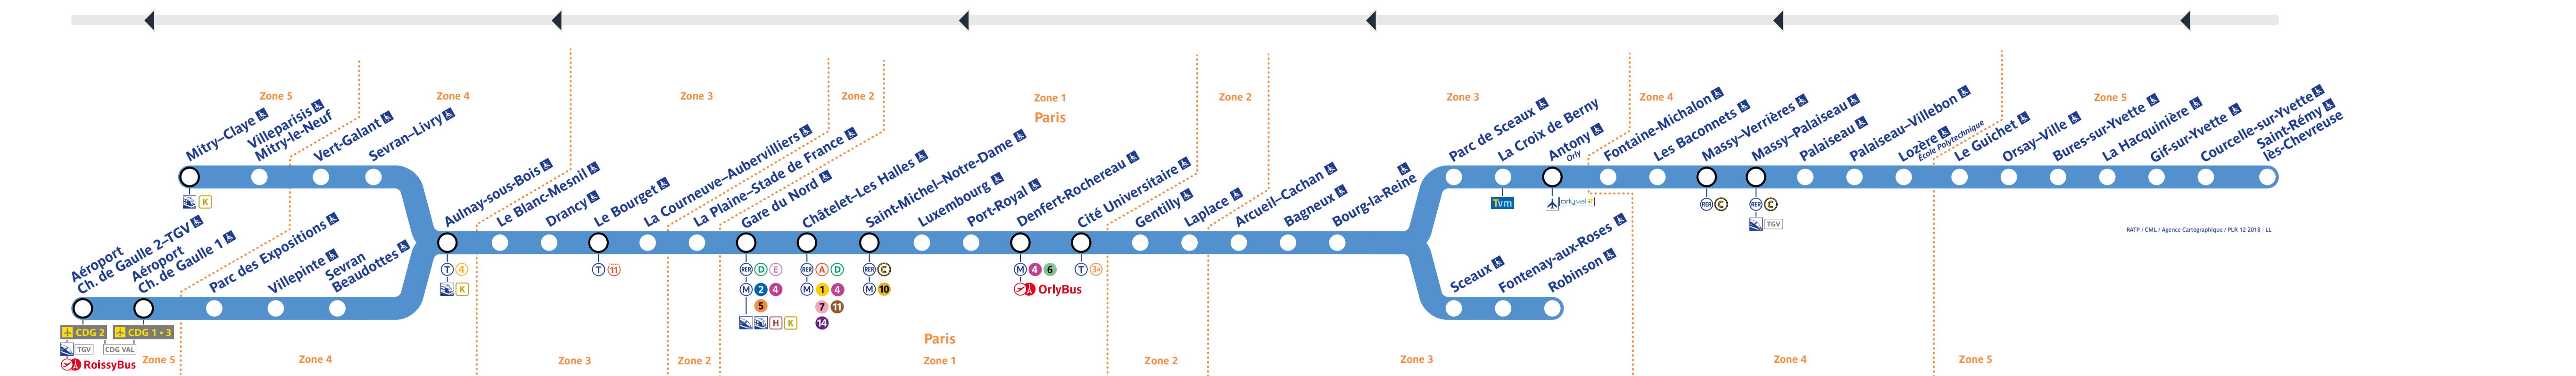 Zone 5
Zone 4
Zone 3
Zone 2
Zone 1
Paris
Zone 2
Zone 3
Zone 4
Zone 5
Mitry–Claye
Villeparisis
Mitry-le-Neuf
Vert-Galant
Sevran–Livry
K
Aéroport
Ch. de Gaulle 2–TGV
Aéroport
Ch. de Gaulle 1
Parc des Expositions
Villepinte
Sevran
Beaudottes
CDG 2
CDG 1 • 3
TGV
CDG VAL
RoissyBus
Aulnay-sous-Bois
T 4
K
Le Blanc-Mesnil
Drancy
Le Bourget
T 11
La Courneuve–Aubervilliers
La Plaine–Stade de France
Gare du Nord
RER D E
M 2 4
5
H K
Châtelet–Les Halles
RER A D
M 1 4
7 11
14
Saint-Michel–Notre-Dame
RER C
M 10
Luxembourg
Port-Royal
Denfert-Rochereau
M 4 6
OrlyBus
Cité Universitaire
T 3a
Gentilly
Laplace
Arcueil–Cachan
Bagneux
Bourg-la-Reine
Parc de Sceaux
La Croix de Berny
Tvm
Antony
Orly
orlyval
Fontaine-Michalon
Les Baconnets
Massy–Verrières
RER C
Massy–Palaiseau
RER C
TGV
Palaiseau
Palaiseau–Villebon
Lozère
École Polytechnique
Le Guichet
Orsay–Ville
Bures-sur-Yvette
La Hacquinière
Gif-sur-Yvette
Courcelle-sur-Yvette
Saint-Rémy
lès-Chevreuse
Sceaux
Fontenay-aux-Roses
Robinson
RATP / CML / Agence Cartographique / PLR 12 2018 - LL
Zone 5
Zone 4
Zone 3
Zone 2
Paris
Zone 1
Zone 2
Zone 3
Zone 4
Zone 5